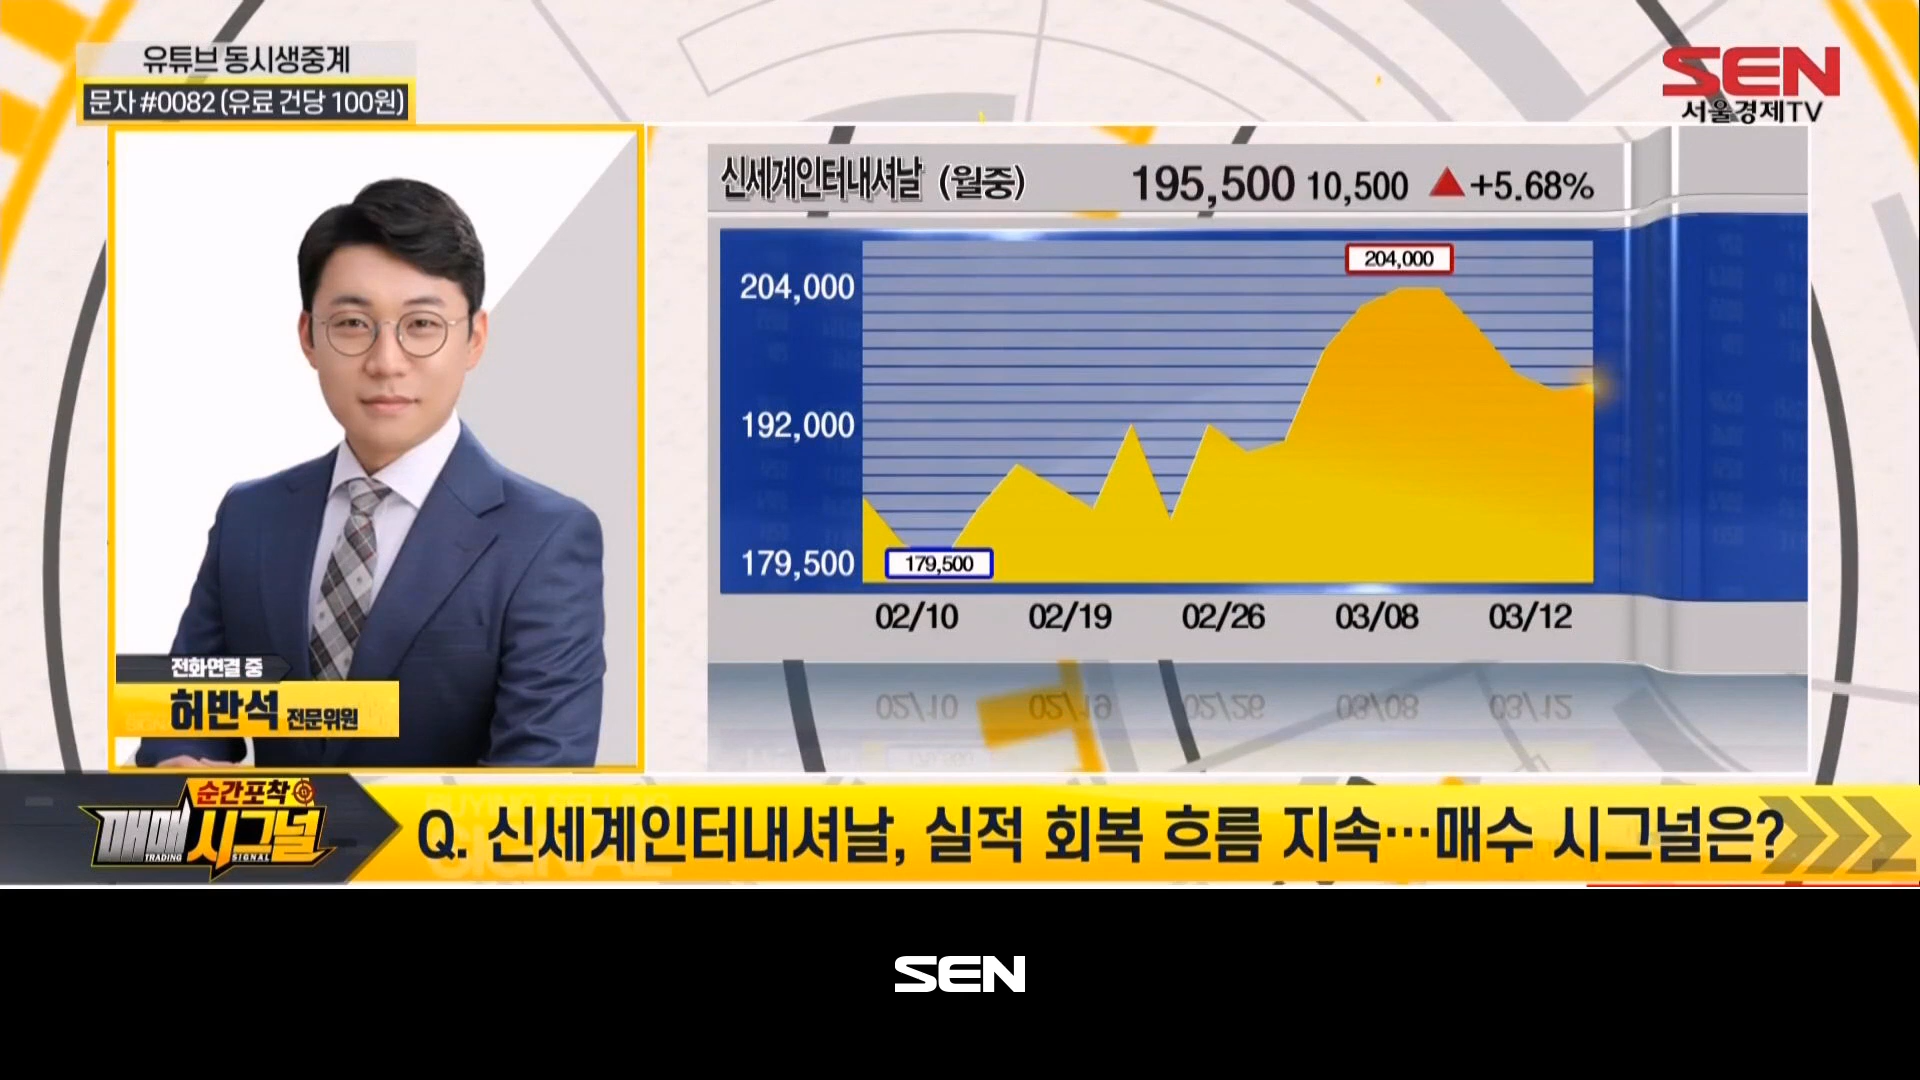 유튜브 동시생중계
문자 #0082 (유료 건당 100원)
SEN
서울경제TV
신세계인터내셔날 (월중) 195,500 10,500 ▲ +5.68%
204,000
204,000
192,000
179,500
179,500
02/10 02/19 02/26 03/08 03/12
전화연결 중
허반석 전문위원
순간포착
매매 시그널
TRADING SIGNAL
Q. 신세계인터내셔날, 실적 회복 흐름 지속…매수 시그널은?
SEN